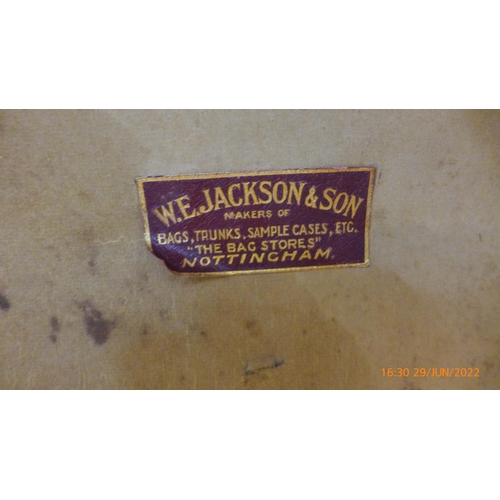 W.E. JACKSON & SON
MAKERS OF
BAGS, TRUNKS, SAMPLE CASES, ETC.
"THE BAG STORES"
NOTTINGHAM.
16:30 29/JUN/2022